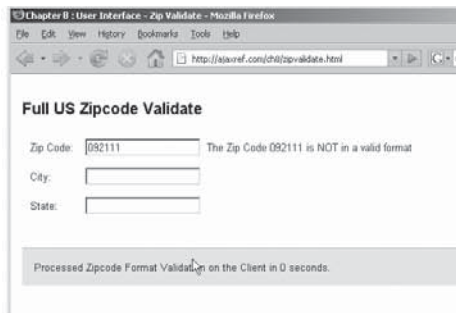 Chapter 8 : User Interface - Zip Validate - Mozilla Firefox
File Edit View History Bookmarks Tools Help
http://ajaxref.com/ch8/zipvalidate.html
Full US Zipcode Validate
Zip Code: 092111 The Zip Code 092111 is NOT in a valid format
City:
State:
Processed Zipcode Format Validation on the Client in 0 seconds.